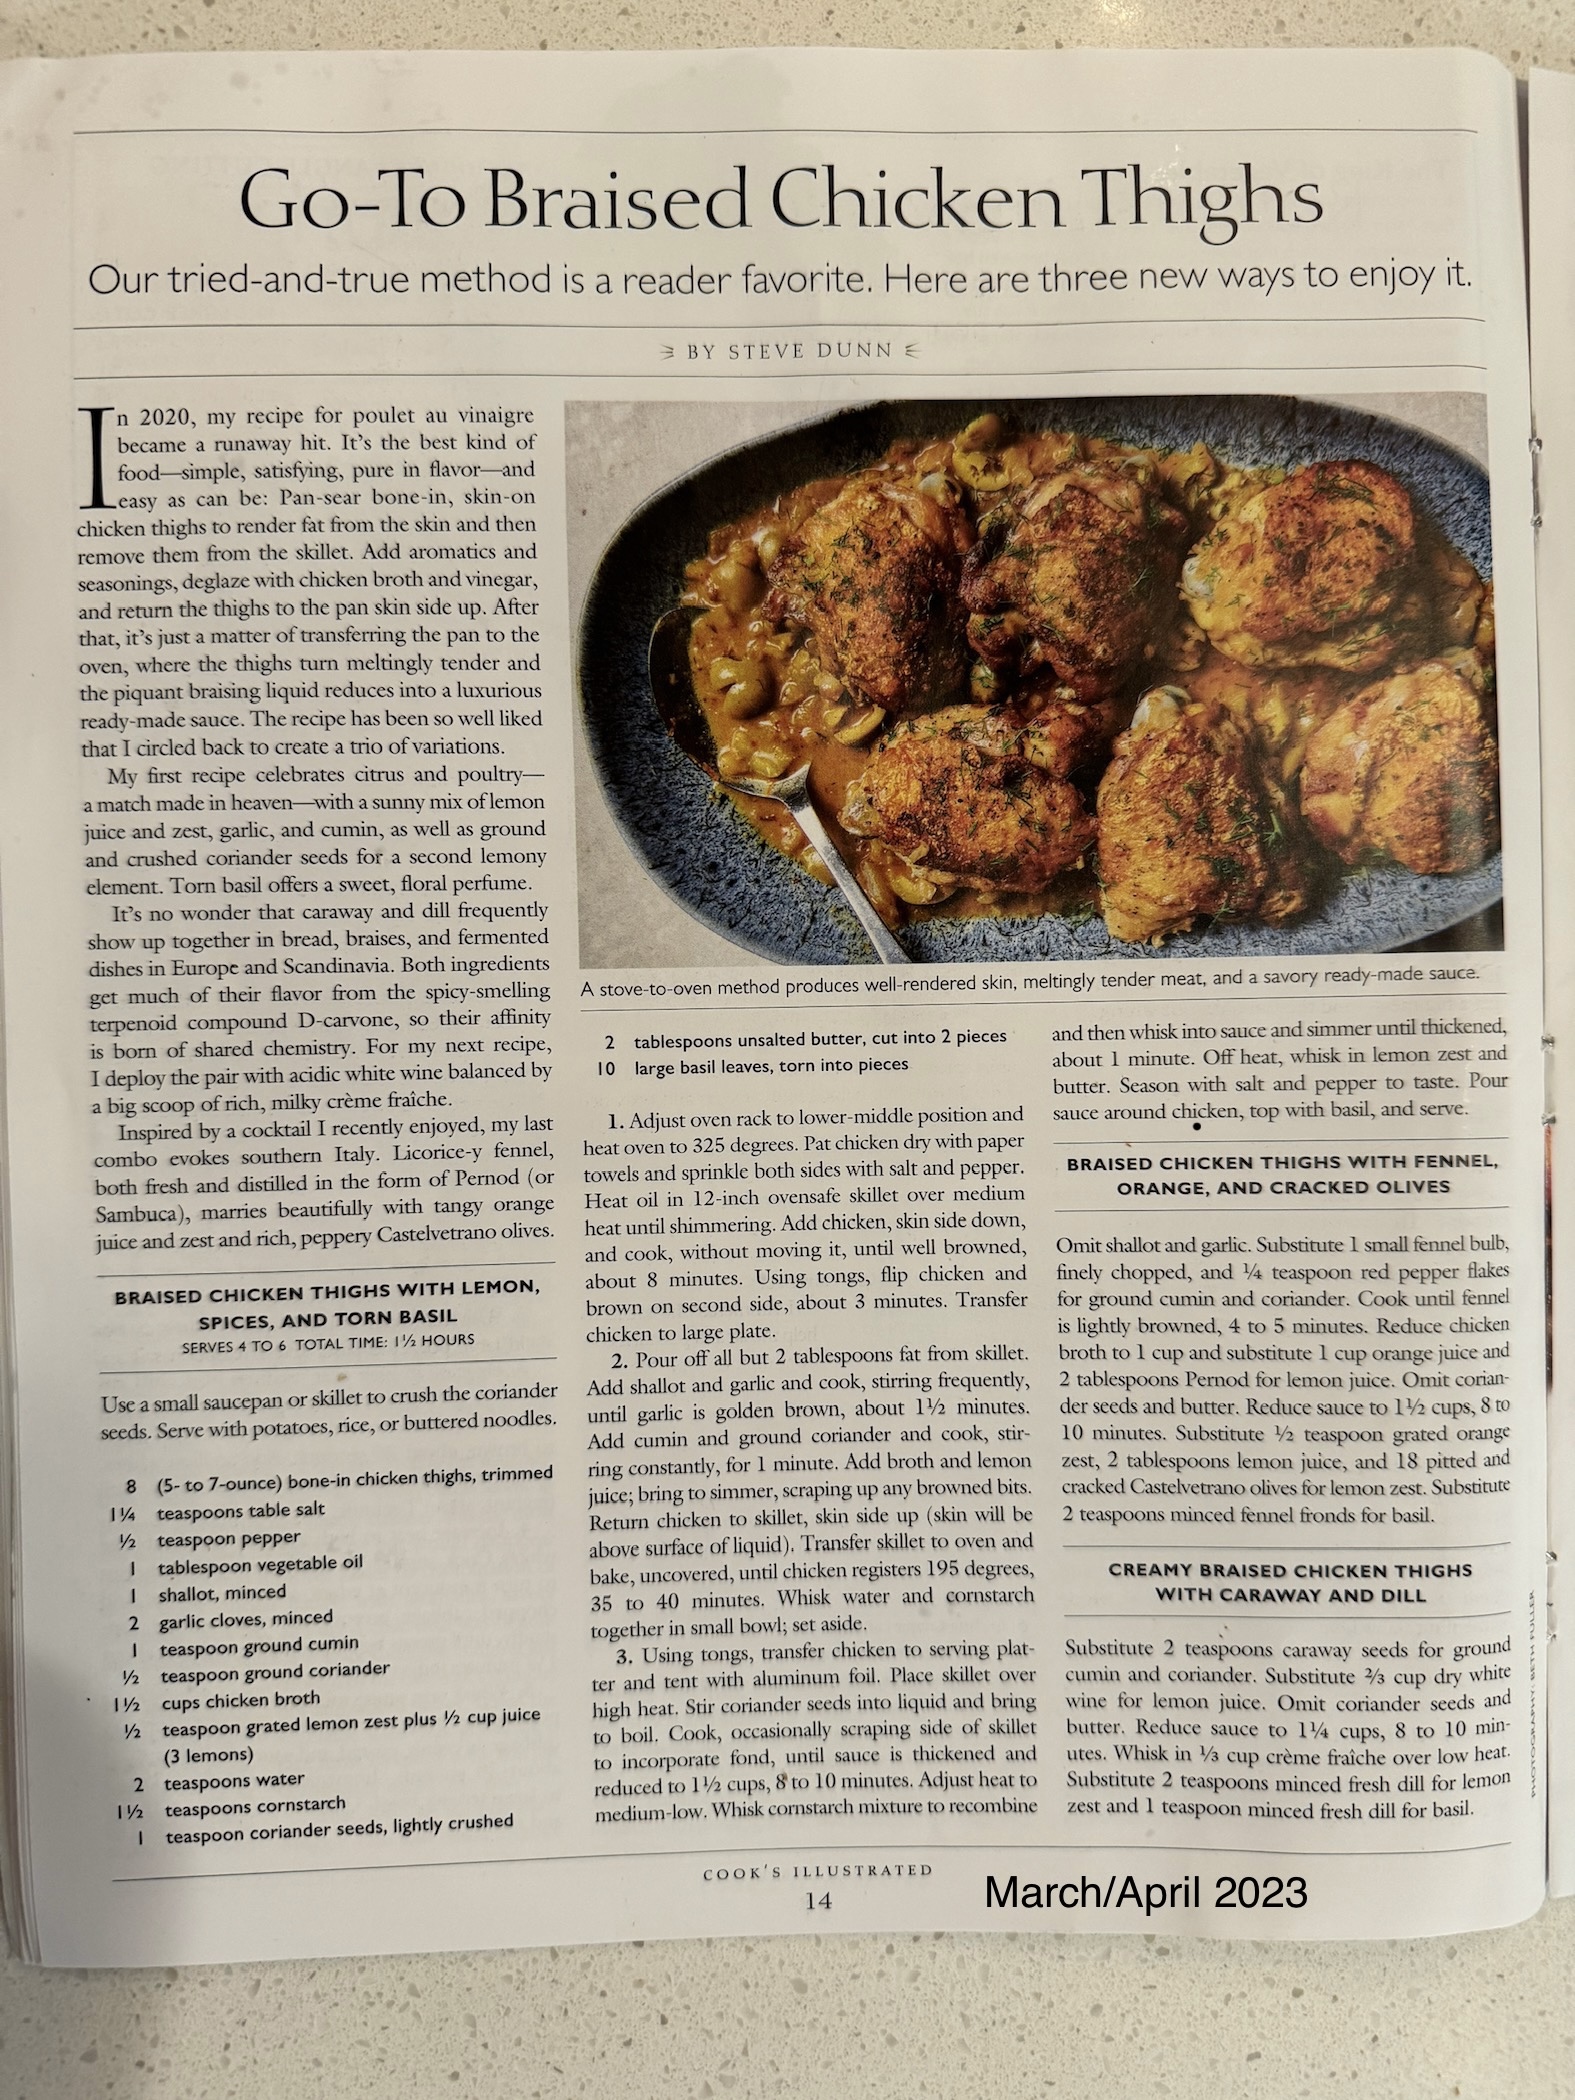 Go-To Braised Chicken Thighs
Our tried-and-true method is a reader favorite. Here are three new ways to enjoy it.
BY STEVE DUNN
In 2020, my recipe for poulet au vinaigre
became a runaway hit. It's the best kind of
food—simple, satisfying, pure in flavor—and
easy as can be: Pan-sear bone-in, skin-on
chicken thighs to render fat from the skin and then
remove them from the skillet. Add aromatics and
seasonings, deglaze with chicken broth and vinegar,
and return the thighs to the pan skin side up. After
that, it's just a matter of transferring the pan to the
oven, where the thighs turn meltingly tender and
the piquant braising liquid reduces into a luxurious
ready-made sauce. The recipe has been so well liked
that I circled back to create a trio of variations.
My first recipe celebrates citrus and poultry—
a match made in heaven—with a sunny mix of lemon
juice and zest, garlic, and cumin, as well as ground
and crushed coriander seeds for a second lemony
element. Torn basil offers a sweet, floral perfume.
It's no wonder that caraway and dill frequently
show up together in bread, braises, and fermented
dishes in Europe and Scandinavia. Both ingredients
get much of their flavor from the spicy-smelling
terpenoid compound D-carvone, so their affinity
is born of shared chemistry. For my next recipe,
I deploy the pair with acidic white wine balanced by
a big scoop of rich, milky crème fraîche.
Inspired by a cocktail I recently enjoyed, my last
combo evokes southern Italy. Licorice-y fennel,
both fresh and distilled in the form of Pernod (or
Sambuca), marries beautifully with tangy orange
juice and zest and rich, peppery Castelvetrano olives.
BRAISED CHICKEN THIGHS WITH LEMON,
SPICES, AND TORN BASIL
SERVES 4 TO 6 TOTAL TIME: 1½ HOURS
Use a small saucepan or skillet to crush the coriander
seeds. Serve with potatoes, rice, or buttered noodles.
8 (5- to 7-ounce) bone-in chicken thighs, trimmed
1¼ teaspoons table salt
½ teaspoon pepper
1 tablespoon vegetable oil
1 shallot, minced
2 garlic cloves, minced
1 teaspoon ground cumin
½ teaspoon ground coriander
1½ cups chicken broth
½ teaspoon grated lemon zest plus ½ cup juice
(3 lemons)
2 teaspoons water
1½ teaspoons cornstarch
1 teaspoon coriander seeds, lightly crushed
A stove-to-oven method produces well-rendered skin, meltingly tender meat, and a savory ready-made sauce.
2 tablespoons unsalted butter, cut into 2 pieces
10 large basil leaves, torn into pieces
1. Adjust oven rack to lower-middle position and
heat oven to 325 degrees. Pat chicken dry with paper
towels and sprinkle both sides with salt and pepper.
Heat oil in 12-inch ovensafe skillet over medium
heat until shimmering. Add chicken, skin side down,
and cook, without moving it, until well browned,
about 8 minutes. Using tongs, flip chicken and
brown on second side, about 3 minutes. Transfer
chicken to large plate.
2. Pour off all but 2 tablespoons fat from skillet.
Add shallot and garlic and cook, stirring frequently,
until garlic is golden brown, about 1½ minutes.
Add cumin and ground coriander and cook, stir-
ring constantly, for 1 minute. Add broth and lemon
juice; bring to simmer, scraping up any browned bits.
Return chicken to skillet, skin side up (skin will be
above surface of liquid). Transfer skillet to oven and
bake, uncovered, until chicken registers 195 degrees,
35 to 40 minutes. Whisk water and cornstarch
together in small bowl; set aside.
3. Using tongs, transfer chicken to serving plat-
ter and tent with aluminum foil. Place skillet over
high heat. Stir coriander seeds into liquid and bring
to boil. Cook, occasionally scraping side of skillet
to incorporate fond, until sauce is thickened and
reduced to 1½ cups, 8 to 10 minutes. Adjust heat to
medium-low. Whisk cornstarch mixture to recombine
and then whisk into sauce and simmer until thickened,
about 1 minute. Off heat, whisk in lemon zest and
butter. Season with salt and pepper to taste. Pour
sauce around chicken, top with basil, and serve.
BRAISED CHICKEN THIGHS WITH FENNEL,
ORANGE, AND CRACKED OLIVES
Omit shallot and garlic. Substitute 1 small fennel bulb,
finely chopped, and ¼ teaspoon red pepper flakes
for ground cumin and coriander. Cook until fennel
is lightly browned, 4 to 5 minutes. Reduce chicken
broth to 1 cup and substitute 1 cup orange juice and
2 tablespoons Pernod for lemon juice. Omit corian-
der seeds and butter. Reduce sauce to 1½ cups, 8 to
10 minutes. Substitute ½ teaspoon grated orange
zest, 2 tablespoons lemon juice, and 18 pitted and
cracked Castelvetrano olives for lemon zest. Substitute
2 teaspoons minced fennel fronds for basil.
CREAMY BRAISED CHICKEN THIGHS
WITH CARAWAY AND DILL
Substitute 2 teaspoons caraway seeds for ground
cumin and coriander. Substitute ⅔ cup dry white
wine for lemon juice. Omit coriander seeds and
butter. Reduce sauce to 1¼ cups, 8 to 10 min-
utes. Whisk in ⅓ cup crème fraîche over low heat.
Substitute 2 teaspoons minced fresh dill for lemon
zest and 1 teaspoon minced fresh dill for basil.
COOK'S ILLUSTRATED
14
March/April 2023